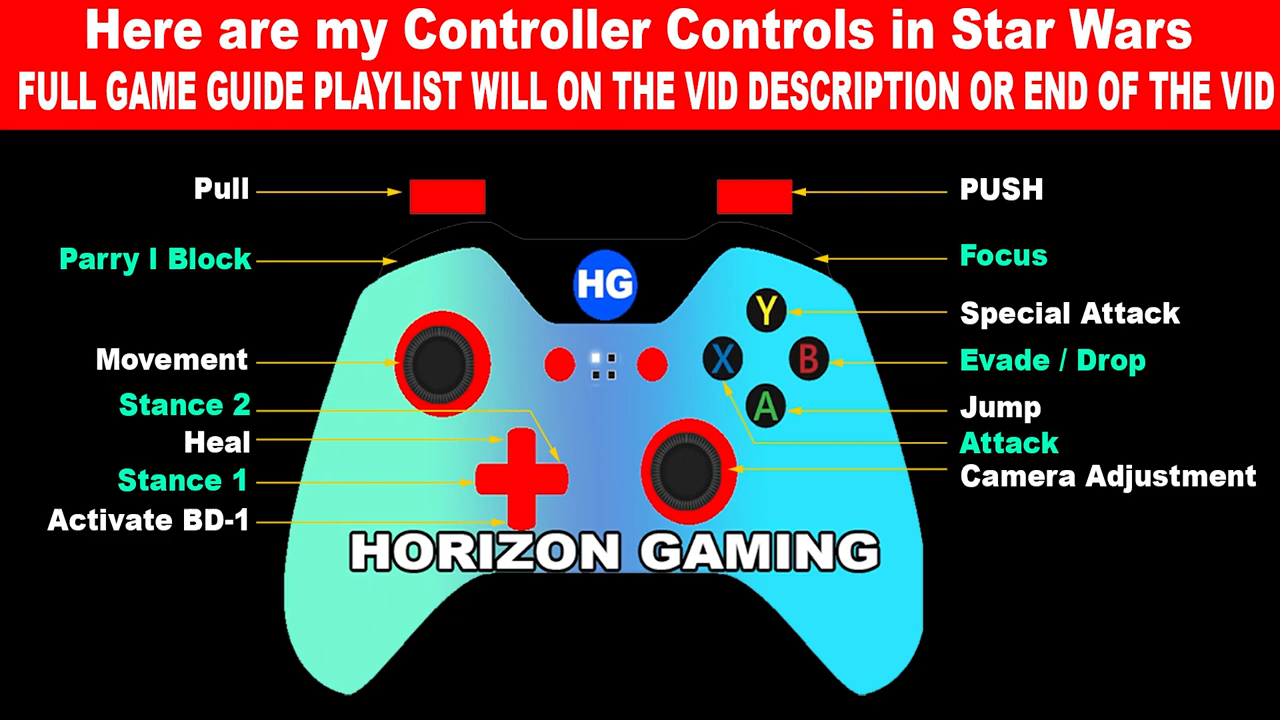 Here are my Controller Controls in Star Wars
FULL GAME GUIDE PLAYLIST WILL ON THE VID DESCRIPTION OR END OF THE VID
Pull
PUSH
Parry I Block
Focus
HG
Y
Special Attack
Movement
X
B
Evade / Drop
Stance 2
A
Jump
Heal
Attack
Stance 1
Camera Adjustment
Activate BD-1
HORIZON GAMING